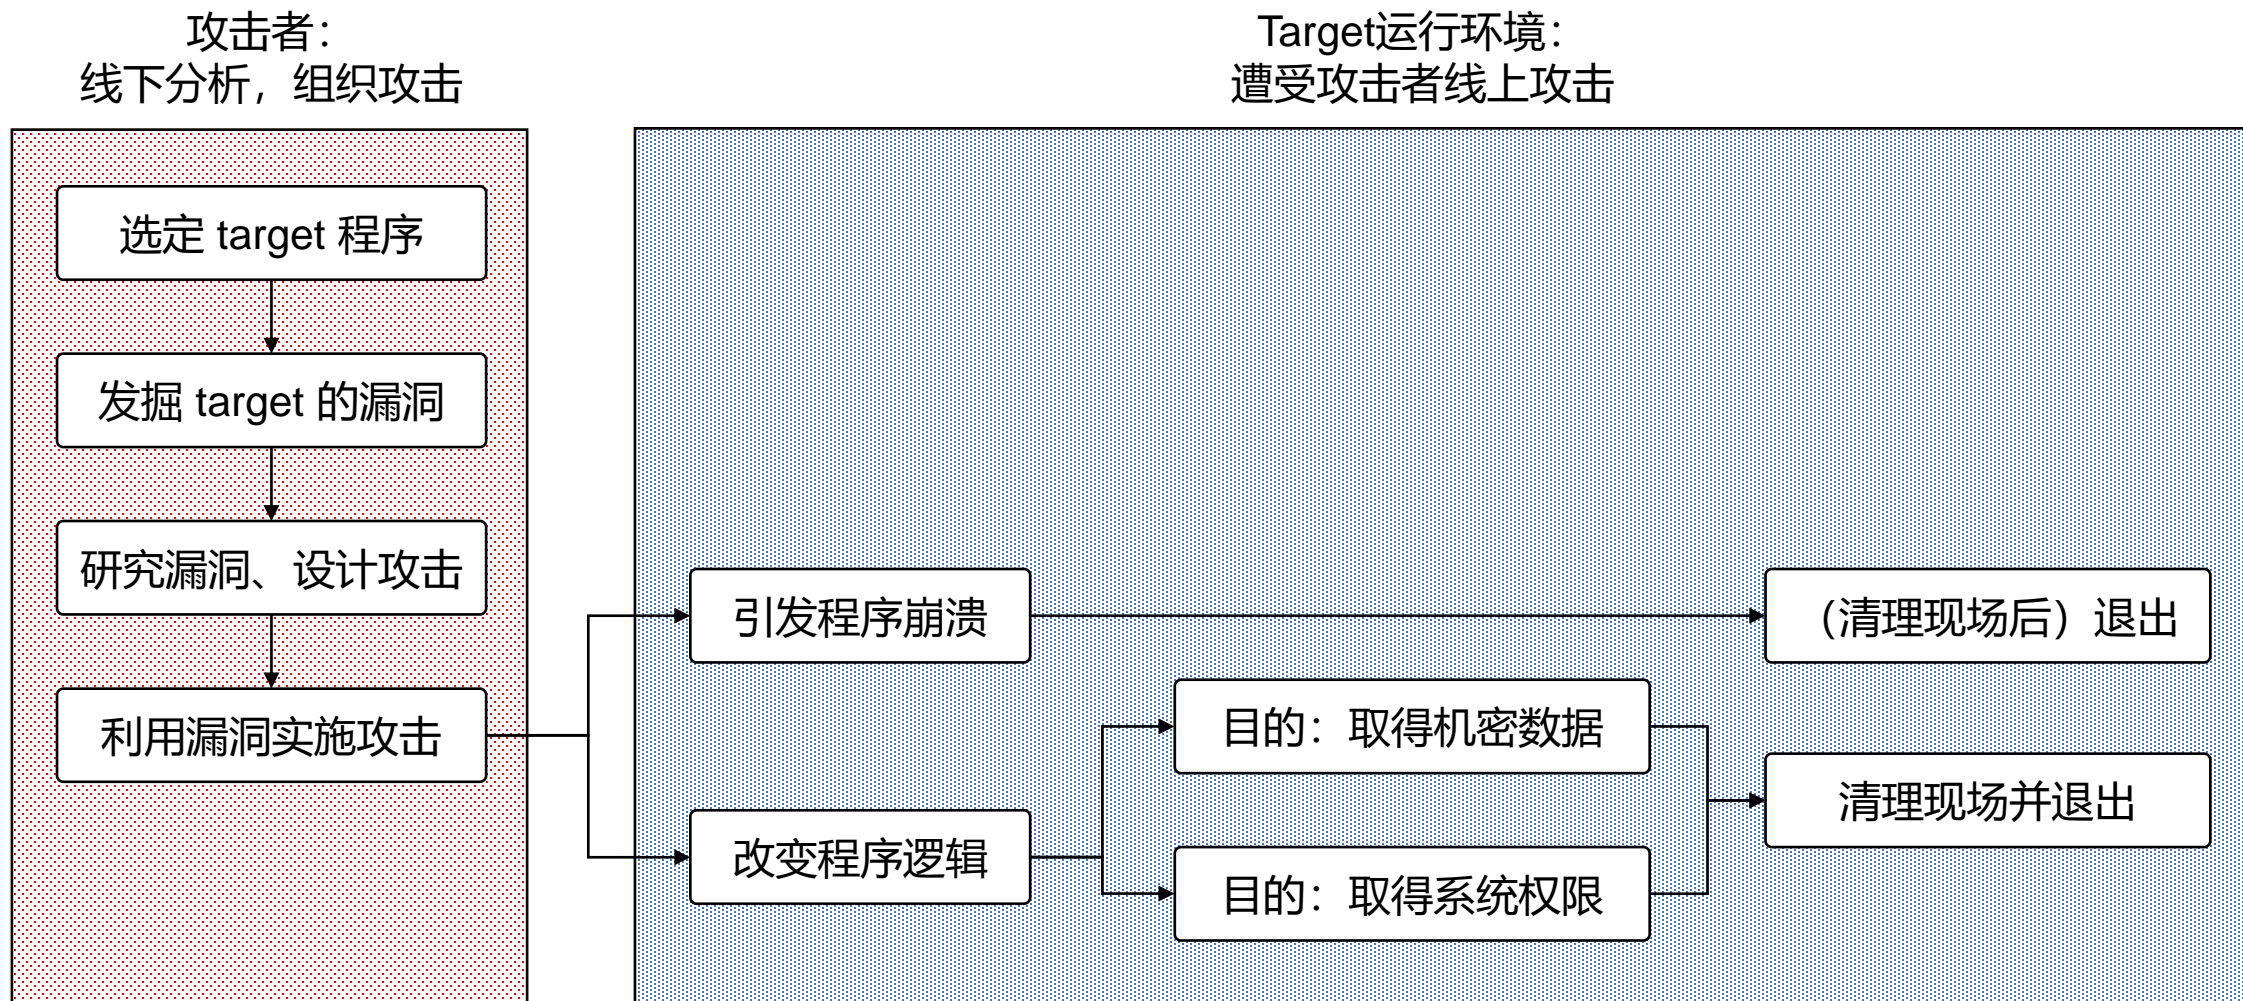 攻击者：
线下分析，组织攻击
Target运行环境：
遭受攻击者线上攻击
选定 target 程序
发掘 target 的漏洞
研究漏洞、设计攻击
利用漏洞实施攻击
引发程序崩溃
（清理现场后）退出
改变程序逻辑
目的：取得机密数据
目的：取得系统权限
清理现场并退出